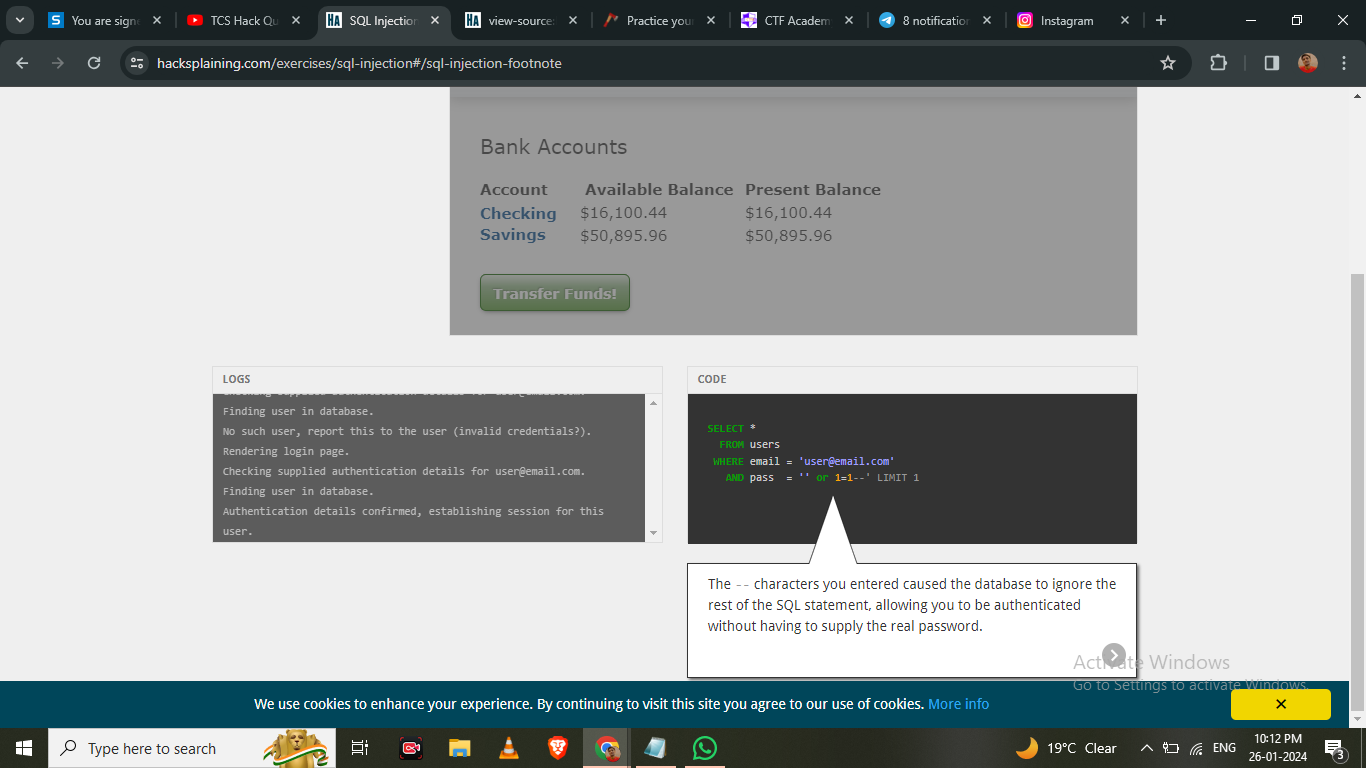 You are sign
TCS Hack Qu
SQL Injection
view-source:
Practice you
CTF Academ
8 notification
Instagram
hacksplaining.com/exercises/sql-injection#/sql-injection-footnote
Bank Accounts
Account Available Balance Present Balance
Checking $16,100.44 $16,100.44
Savings $50,895.96 $50,895.96
Transfer Funds!
LOGS
Finding user in database.
No such user, report this to the user (invalid credentials?).
Rendering login page.
Checking supplied authentication details for user@email.com.
Finding user in database.
Authentication details confirmed, establishing session for this
user.
CODE
SELECT *
FROM users
WHERE email = 'user@email.com'
AND pass = '' or 1=1--' LIMIT 1
The -- characters you entered caused the database to ignore the
rest of the SQL statement, allowing you to be authenticated
without having to supply the real password.
Activate Windows
Go to Settings to activate Windows.
We use cookies to enhance your experience. By continuing to visit this site you agree to our use of cookies. More info
Type here to search
19°C Clear
ENG
10:12 PM
26-01-2024
3